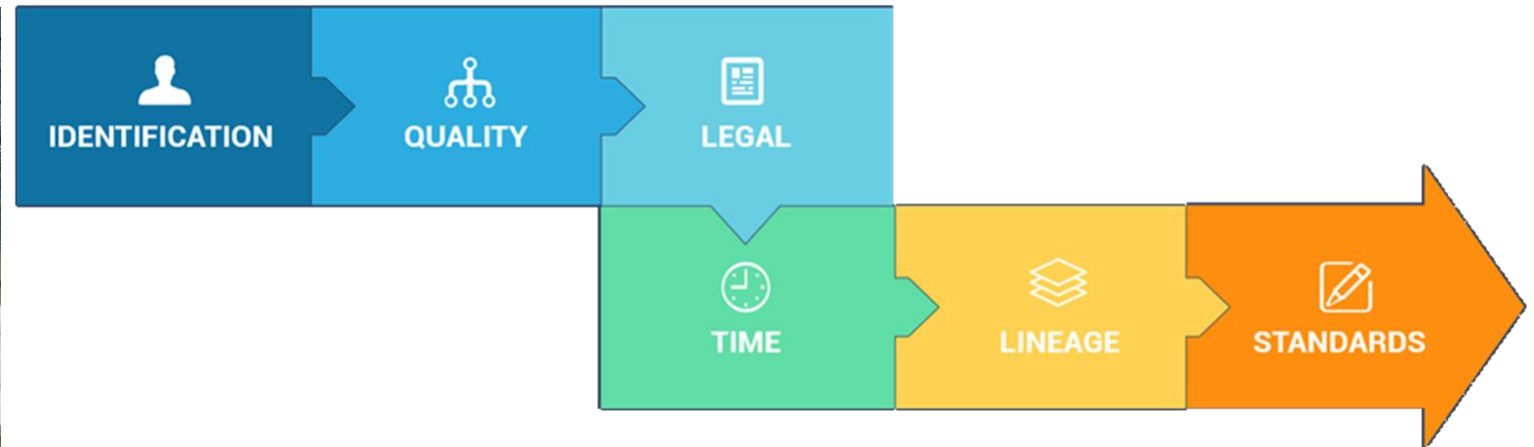 IDENTIFICATION
QUALITY
LEGAL
TIME
LINEAGE
STANDARDS